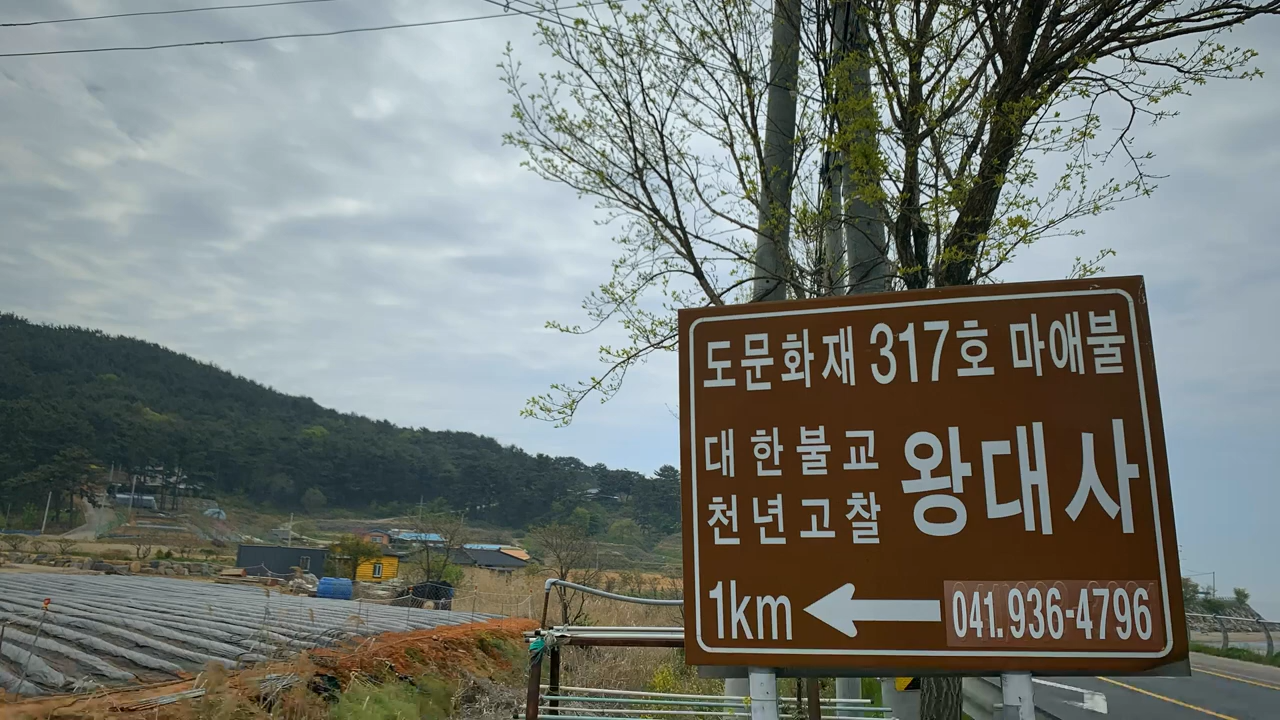 도문화재 317호 마애불
대한불교
천년고찰 왕대사
1km ← 041.936-4796